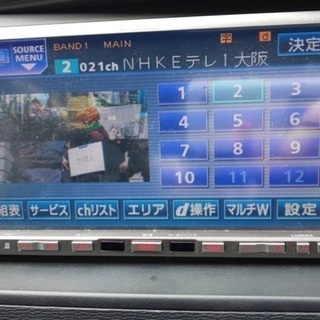 SOURCE MENU
BAND1 MAIN
決定
2 021ch NHKEテレ1大阪
1 2 3
4 5 6
7 8 9
10 11 12
組表 サービス chリスト エリア d操作 マルチW 設定